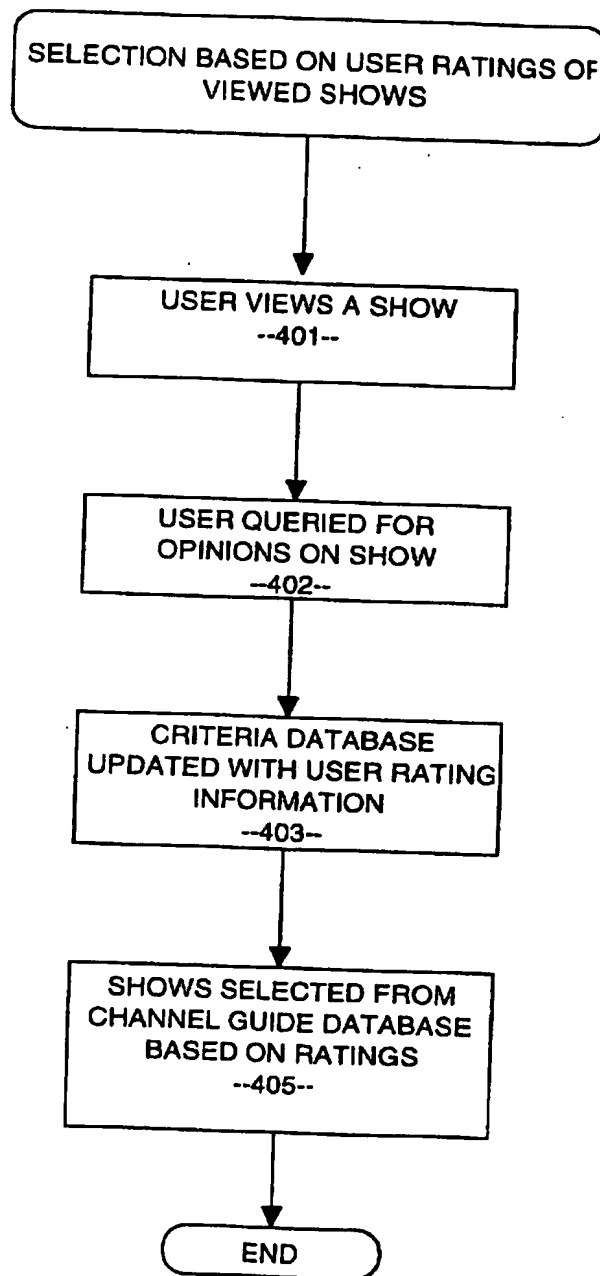 SELECTION BASED ON USER RATINGS OF
VIEWED SHOWS
USER VIEWS A SHOW
--401--
USER QUERIED FOR
OPINIONS ON SHOW
--402--
CRITERIA DATABASE
UPDATED WITH USER RATING
INFORMATION
--403--
SHOWS SELECTED FROM
CHANNEL GUIDE DATABASE
BASED ON RATINGS
--405--
END